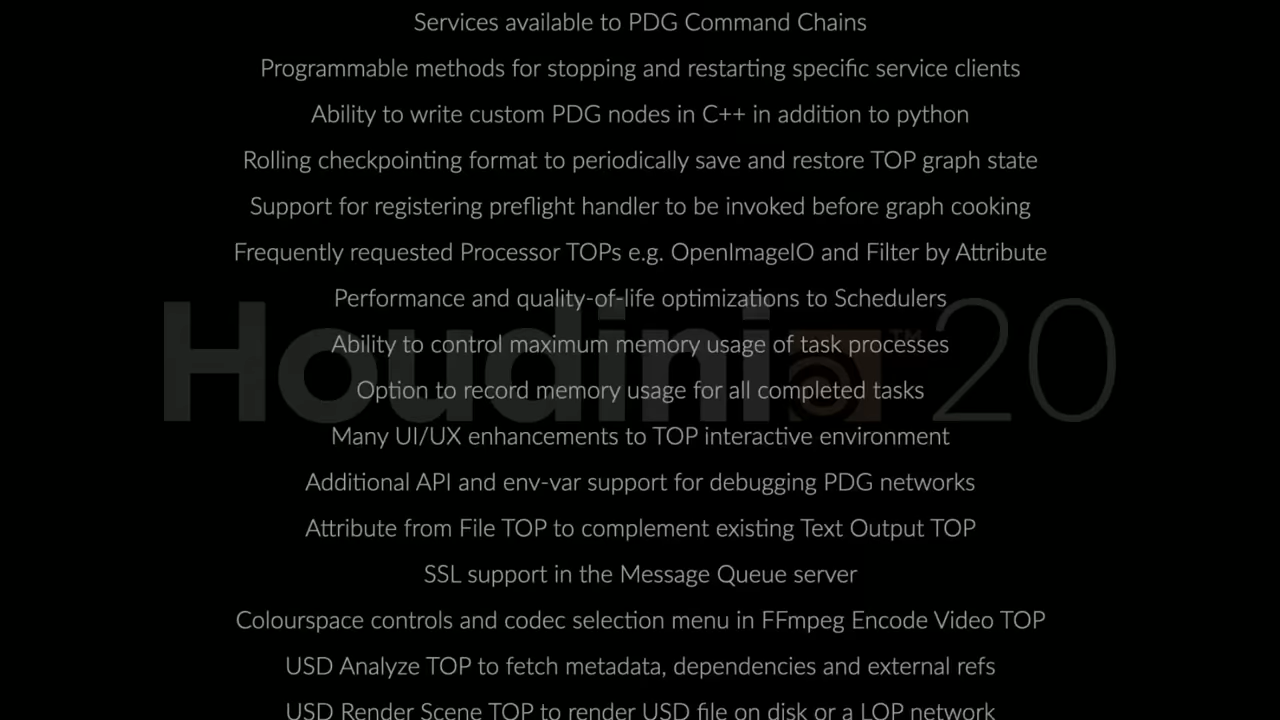 Services available to PDG Command Chains
Programmable methods for stopping and restarting specific service clients
Ability to write custom PDG nodes in C++ in addition to python
Rolling checkpointing format to periodically save and restore TOP graph state
Support for registering preflight handler to be invoked before graph cooking
Frequently requested Processor TOPs e.g. OpenImageIO and Filter by Attribute
Performance and quality-of-life optimizations to Schedulers
Ability to control maximum memory usage of task processes
Houdini™ 20
Option to record memory usage for all completed tasks
Many UI/UX enhancements to TOP interactive environment
Additional API and env-var support for debugging PDG networks
Attribute from File TOP to complement existing Text Output TOP
SSL support in the Message Queue server
Colourspace controls and codec selection menu in FFmpeg Encode Video TOP
USD Analyze TOP to fetch metadata, dependencies and external refs
USD Render Scene TOP to render USD file on disk or a LOP network